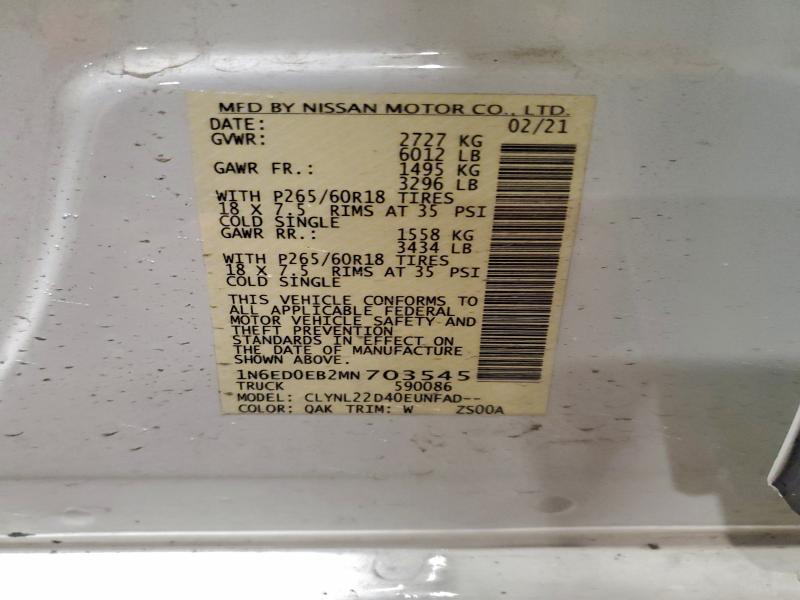 MFD BY NISSAN MOTOR CO., LTD.
DATE: 02/21
GVWR: 2727 KG
6012 LB
GAWR FR.: 1495 KG
3296 LB
WITH P265/60R18 TIRES
18 X 7.5 RIMS AT 35 PSI
COLD SINGLE
GAWR RR.: 1558 KG
3434 LB
WITH P265/60R18 TIRES
18 X 7.5 RIMS AT 35 PSI
COLD SINGLE
THIS VEHICLE CONFORMS TO
ALL APPLICABLE FEDERAL
MOTOR VEHICLE SAFETY AND
THEFT PREVENTION
STANDARDS IN EFFECT ON
THE DATE OF MANUFACTURE
SHOWN ABOVE.
1N6ED0EB2MN703545
TRUCK 590086
MODEL: CLYNL22D40EUNFAD--
COLOR: QAK TRIM: W ZS00A